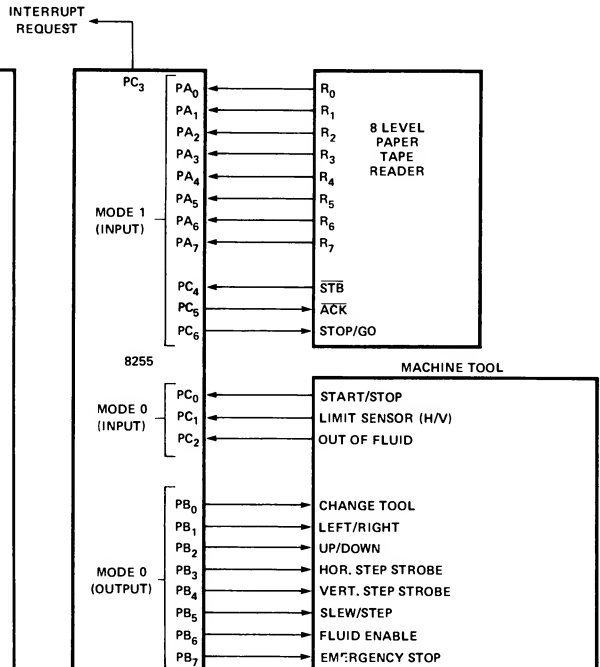 INTERRUPT
REQUEST
PC3
PA0 R0
PA1 R1
PA2 R2
PA3 R3
PA4 R4
PA5 R5
PA6 R6
PA7 R7
8 LEVEL
PAPER
TAPE
READER
MODE 1
(INPUT)
PC4 STB
PC5 ACK
PC6 STOP/GO
8255
MACHINE TOOL
MODE 0
(INPUT)
PC0 START/STOP
PC1 LIMIT SENSOR (H/V)
PC2 OUT OF FLUID
MODE 0
(OUTPUT)
PB0 CHANGE TOOL
PB1 LEFT/RIGHT
PB2 UP/DOWN
PB3 HOR. STEP STROBE
PB4 VERT. STEP STROBE
PB5 SLEW/STEP
PB6 FLUID ENABLE
PB7 EMERGENCY STOP